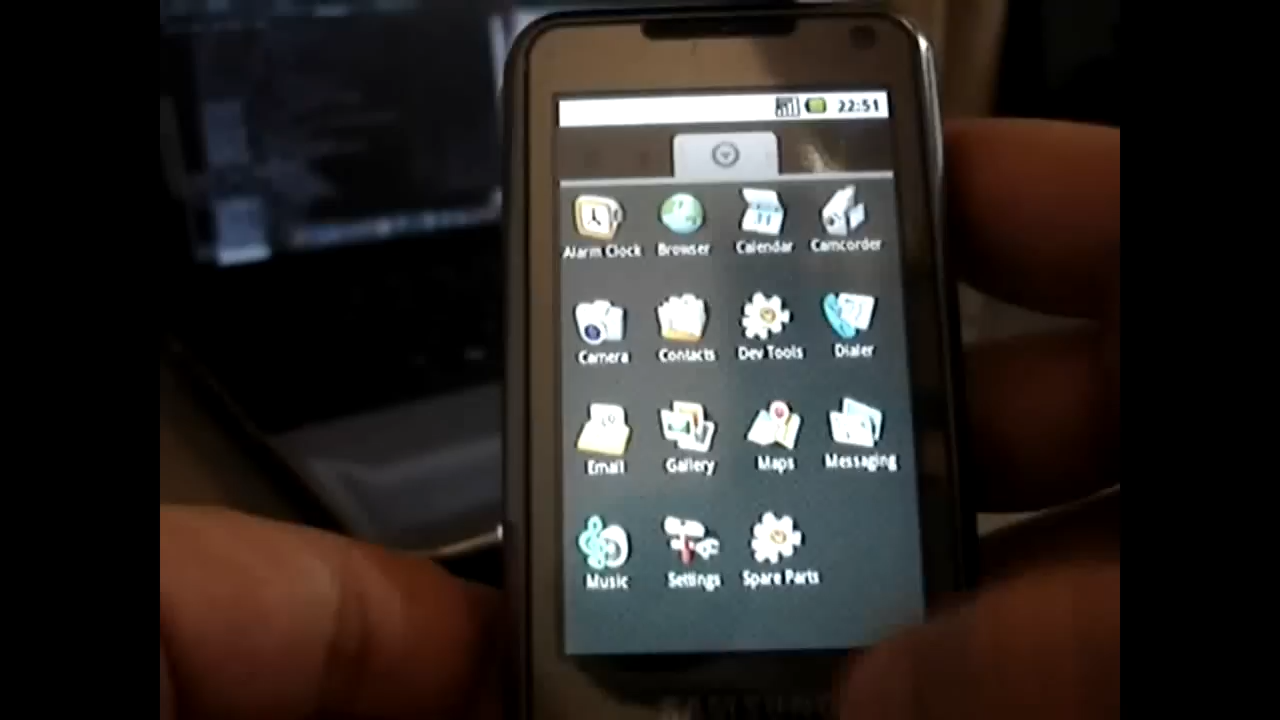 22:51
Alarm Clock Browser Calendar Camcorder
Camera Contacts Dev Tools Dialer
Email Gallery Maps Messaging
Music Settings Spare Parts
SAMSUNG